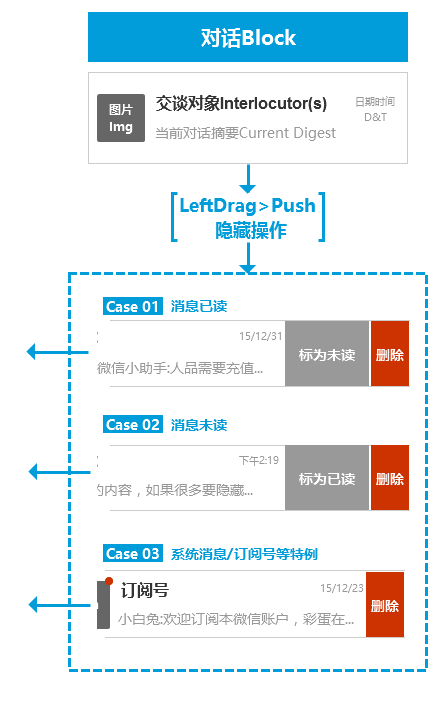 对话Block
图片
Img
交谈对象Interlocutor(s)
日期时间
D&T
当前对话摘要Current Digest
LeftDrag>Push
隐藏操作
Case 01 消息已读
15/12/31
微信小助手:人品需要充值...
标为未读
删除
Case 02 消息未读
下午2:19
的内容，如果很多要隐藏...
标为已读
删除
Case 03 系统消息/订阅号等特例
订阅号
15/12/23
小白兔:欢迎订阅本微信账户，彩蛋在...
删除